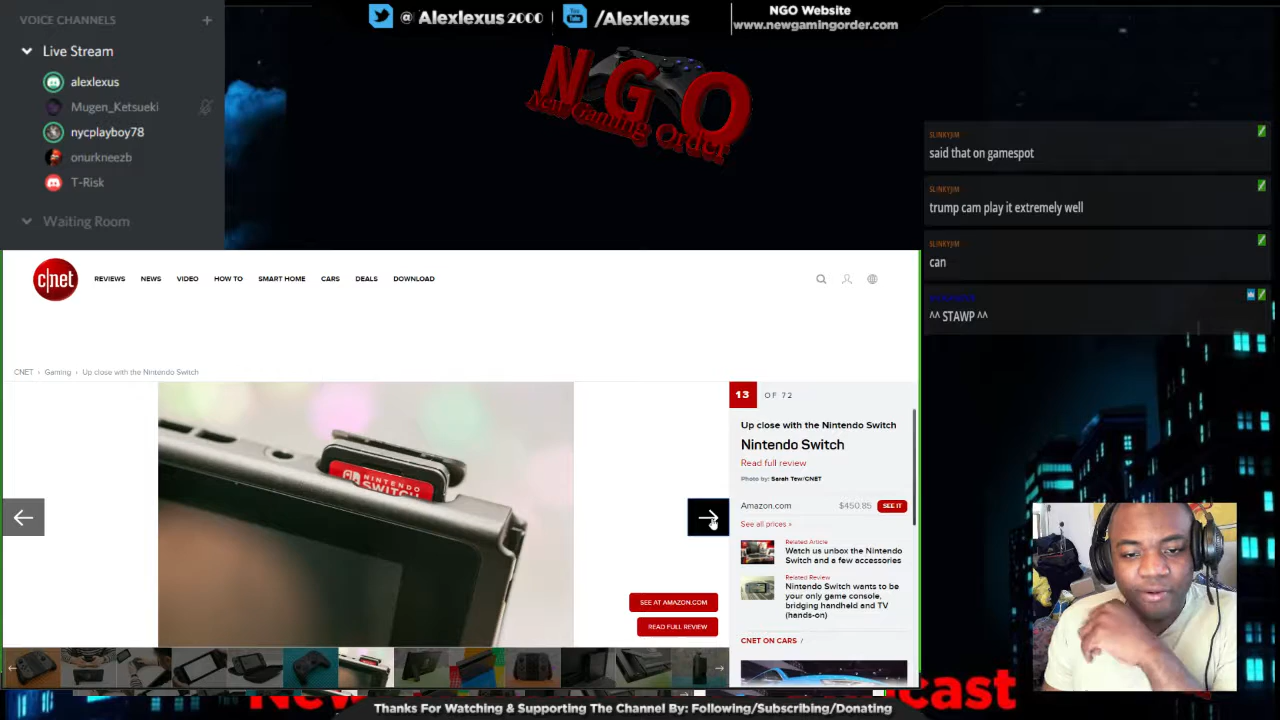 VOICE CHANNELS +
Live Stream
alexlexus
Mugen_Ketsueki
nycplayboy78
onurkneezb
T-Risk
Waiting Room
@ Alexlexus 2000
You Tube /Alexlexus
NGO Website
www.newgamingorder.com
NGO
New Gaming Order
SLINKYJIM
said that on gamespot
SLINKYJIM
trump cam play it extremely well
SLINKYJIM
can
^^ STAWP ^^
c|net
REVIEWS NEWS VIDEO HOW TO SMART HOME CARS DEALS DOWNLOAD
CNET › Gaming › Up close with the Nintendo Switch
NINTENDO
SWITCH
13 OF 72
Up close with the Nintendo Switch
Nintendo Switch
Read full review
Photo by: Sarah Tew/CNET
Amazon.com $450.85 SEE IT
See all prices ›
Related Article
Watch us unbox the Nintendo
Switch and a few accessories
Related Review
Nintendo Switch wants to be
your only game console,
bridging handheld and TV
(hands-on)
CNET ON CARS /
SEE AT AMAZON.COM
READ FULL REVIEW
Thanks For Watching & Supporting The Channel By: Following/Subscribing/Donating